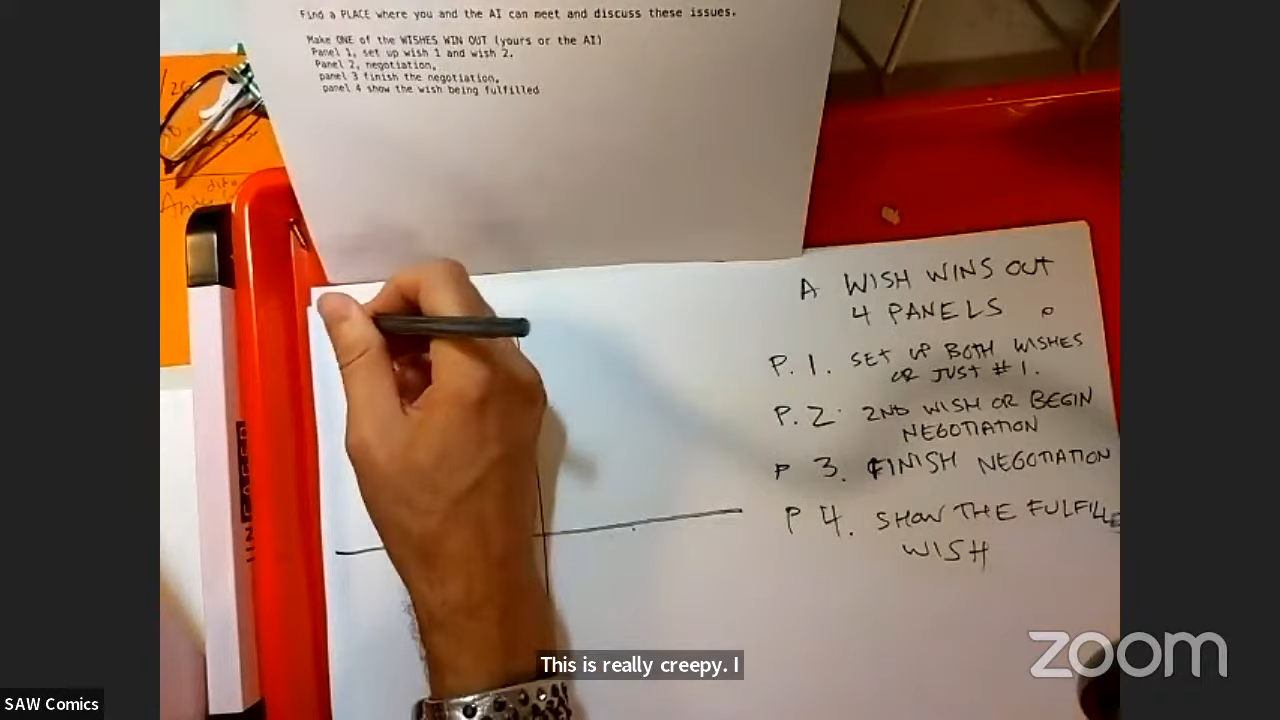 Find a PLACE where you and the AI can meet and discuss these issues.
Make ONE of the WISHES WIN OUT (yours or the AI)
Panel 1, set up wish 1 and wish 2.
Panel 2, negotiation,
panel 3 finish the negotiation,
panel 4 show the wish being fulfilled
A WISH WINS OUT
4 PANELS
P. 1. SET UP BOTH WISHES
OR JUST #1.
P. 2. 2ND WISH OR BEGIN
NEGOTIATION
P 3. FINISH NEGOTIATION
P 4. SHOW THE FULFILLE
WISH
This is really creepy. I
zoom
SAW Comics